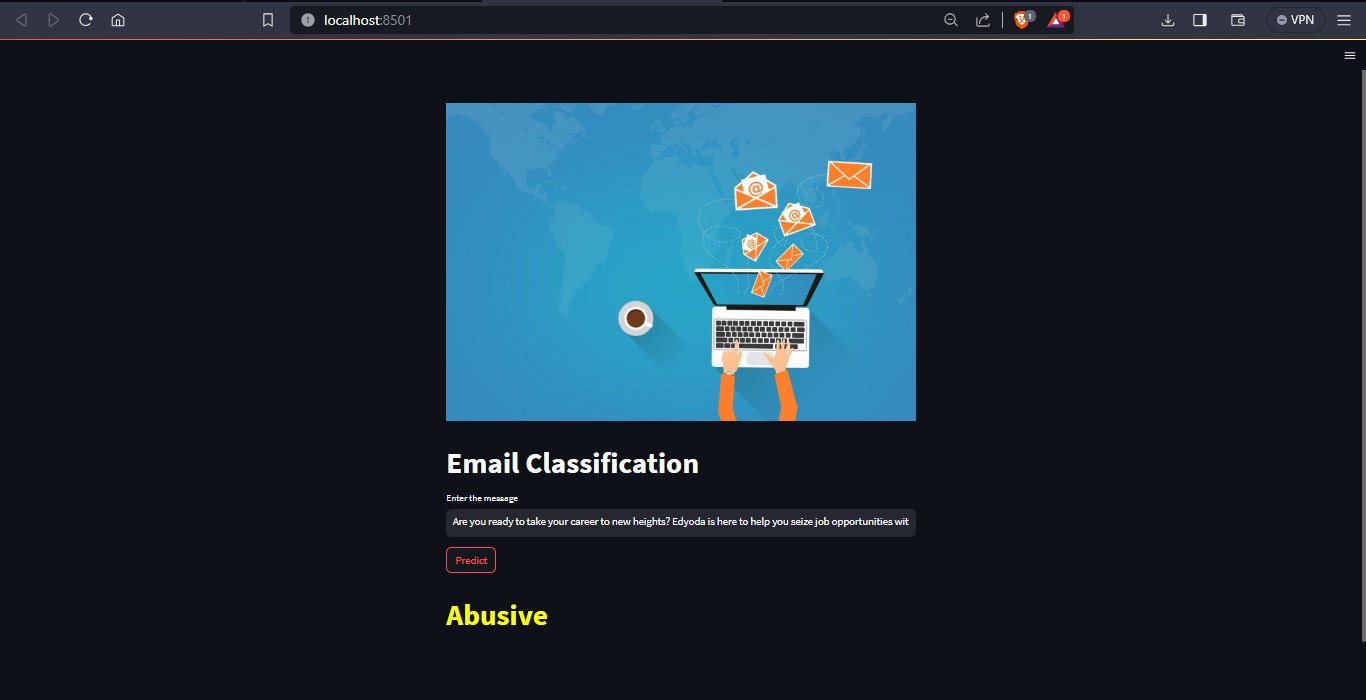 localhost:8501
1
1
VPN
@
@
@
Email Classification
Enter the message
Are you ready to take your career to new heights? Edyoda is here to help you seize job opportunities wit
Predict
Abusive